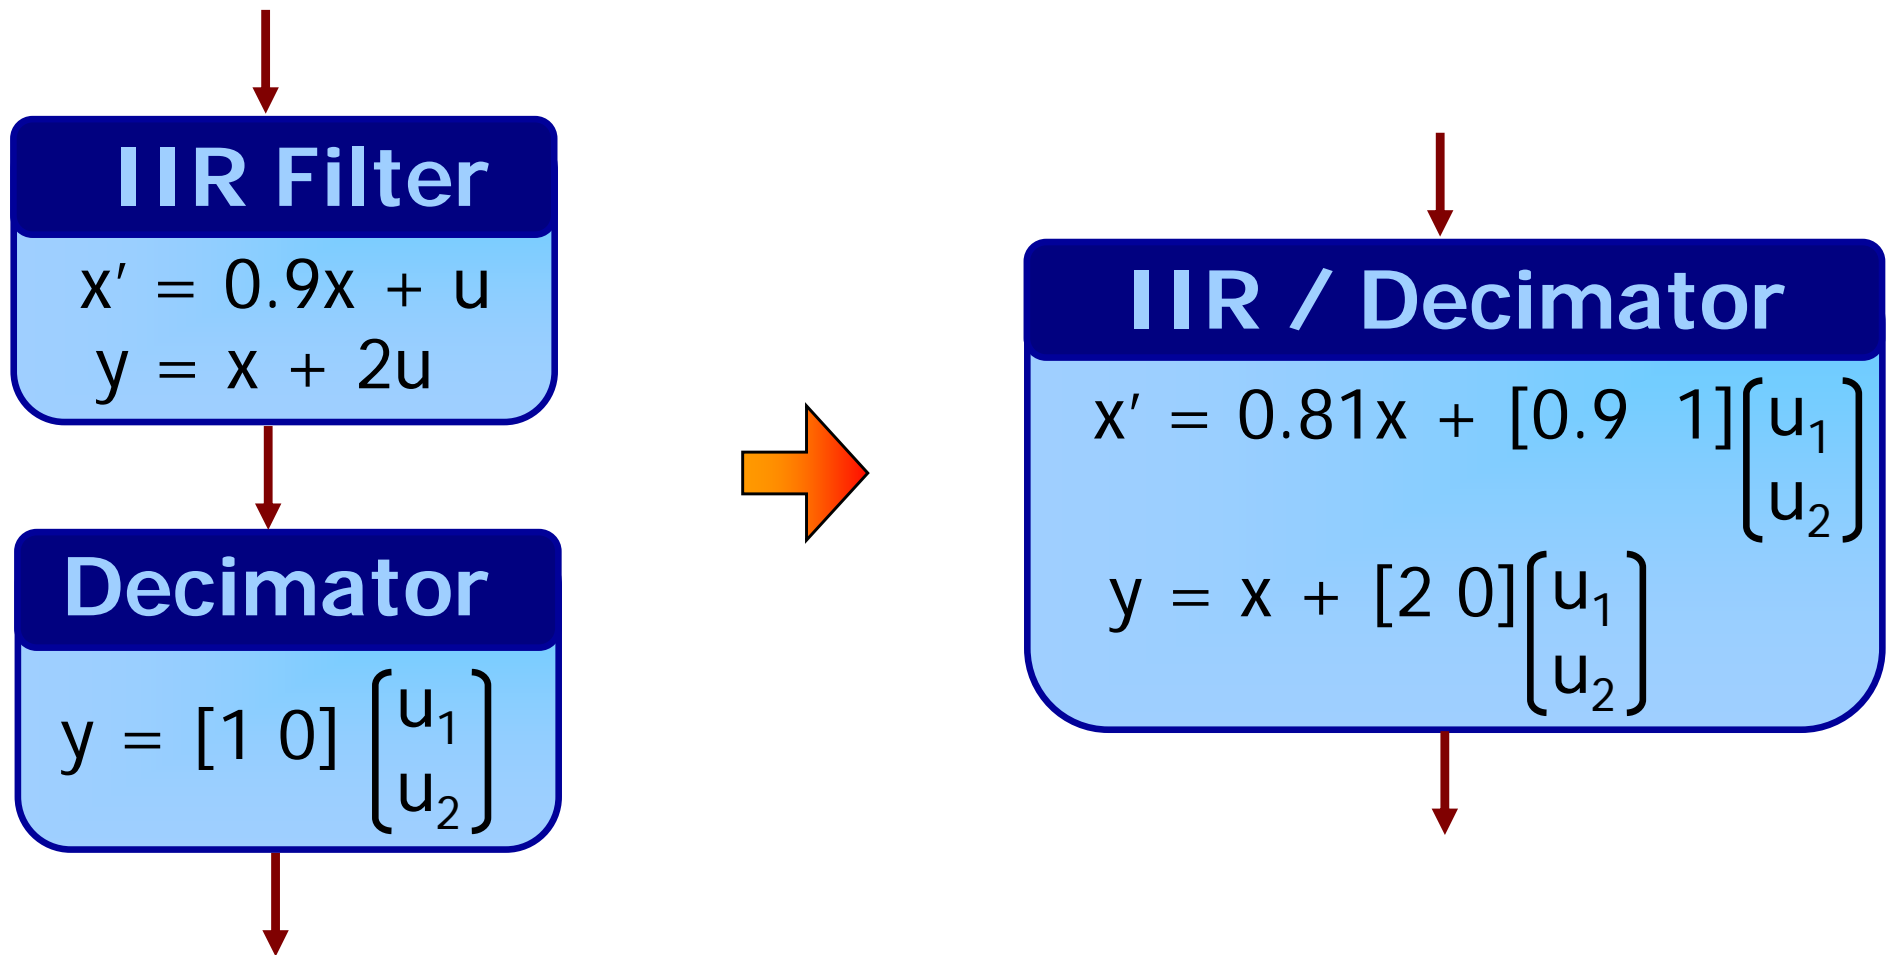 IIR Filter
x′ = 0.9x + u
y = x + 2u
Decimator
y = [1 0] [u₁
u₂]
IIR / Decimator
x′ = 0.81x + [0.9 1] [u₁
u₂]
y = x + [2 0] [u₁
u₂]